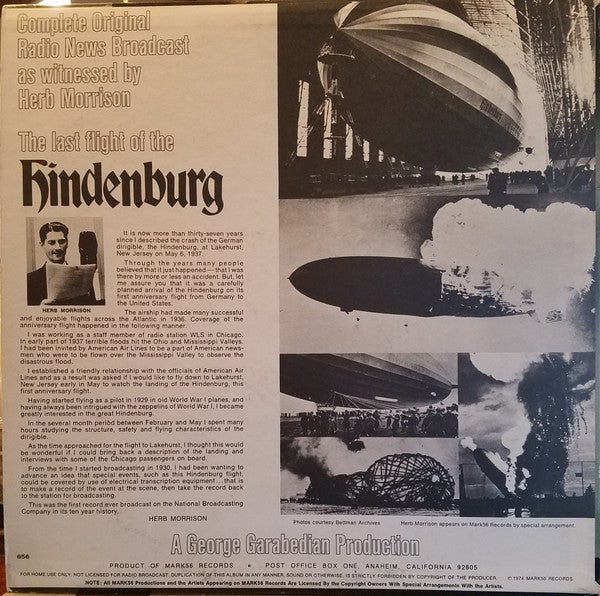 Complete Original
Radio News Broadcast
as witnessed by
Herb Morrison
The last flight of the
Hindenburg
HERB MORRISON
It is now more than thirty-seven years
since I described the crash of the German
dirigible, the Hindenburg, at Lakehurst,
New Jersey on May 6, 1937.
Through the years many people
believed that it just happened — that I was
there by more or less an accident. But, let
me assure you that it was a carefully
planned arrival of the Hindenburg on its
first anniversary flight from Germany to
the United States.
The airship had made many successful
and enjoyable flights across the Atlantic in 1936. Coverage of the
anniversary flight happened in the following manner.
I was working as a staff member of radio station WLS in Chicago.
In early part of 1937 terrible floods hit the Ohio and Mississippi Valleys.
I had been invited by American Air Lines to be a part of American news-
men who were to be flown over the Mississippi Valley to observe the
disastrous flood.
I established a friendly relationship with the officials of American Air
Lines and as a result was asked if I would like to fly down to Lakehurst,
New Jersey early in May to watch the landing of the Hindenburg, this
first anniversary flight.
Having started flying as a pilot in 1929 in old World War I planes, and
having always been intrigued with the zeppelins of World War I, I became
greatly interested in the great Hindenburg.
In the several month period between February and May I spent many
hours studying the structure, safety and flying characteristics of the
dirigible.
As the time approached for the flight to Lakehurst, I thought this would
be wonderful if I could bring back a description of the landing and
interviews with some of the Chicago passengers on board.
From the time I started broadcasting in 1930, I had been wanting to
advance an idea that special events, such as this Hindenburg flight,
could be covered by use of electrical transcription equipment...that is
to make a record of the event at the scene, then take the record back
to the station for broadcasting.
This was the first record ever broadcast on the National Broadcasting
Company in its ten year history.
HERB MORRISON
Photos courtesy Bettman Archives
Herb Morrison appears on Mark56 Records by special arrangement.
A George Garabedian Production
656
PRODUCT OF MARK56 RECORDS • POST OFFICE BOX ONE, ANAHEIM, CALIFORNIA 92805
FOR HOME USE ONLY. NOT LICENSED FOR RADIO BROADCAST. DUPLICATION OF THIS ALBUM IN ANY MANNER, SOUND OR OTHERWISE, IS STRICTLY FORBIDDEN BY COPYRIGHT OF THE PRODUCER. © 1974 MARK56 RECORDS
NOTE: All MARK56 Productions and the Artists Appearing on MARK56 Records Are Licensed By the Copyright Owners and By Special Arrangements With the Artists.